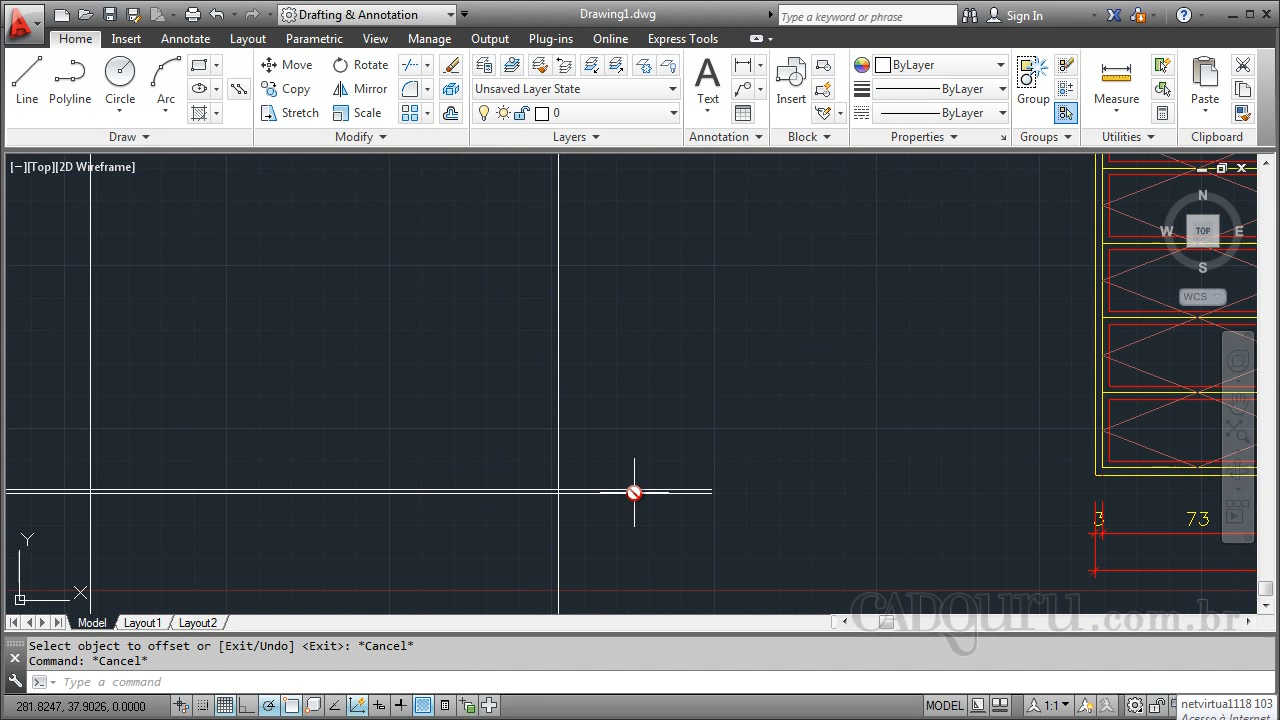 Drafting & Annotation
Drawing1.dwg
Type a keyword or phrase
Sign In
Home Insert Annotate Layout Parametric View Manage Output Plug-ins Online Express Tools
Line Polyline Circle Arc
Move Rotate
Copy Mirror
Stretch Scale
Unsaved Layer State
0
Text
Insert
ByLayer
ByLayer
ByLayer
Group
Measure
Paste
Draw Modify Layers Annotation Block Properties Groups Utilities Clipboard
[−][Top][2D Wireframe]
N
W TOP E
S
WCS
3 73
Y
X
CADguru.com.br
Model Layout1 Layout2
Select object to offset or [Exit/Undo] <Exit>: *Cancel*
Command: *Cancel*
Type a command
281.8247, 37.9026, 0.0000
MODEL
1:1
netvirtua1118 103
Acesso à Internet